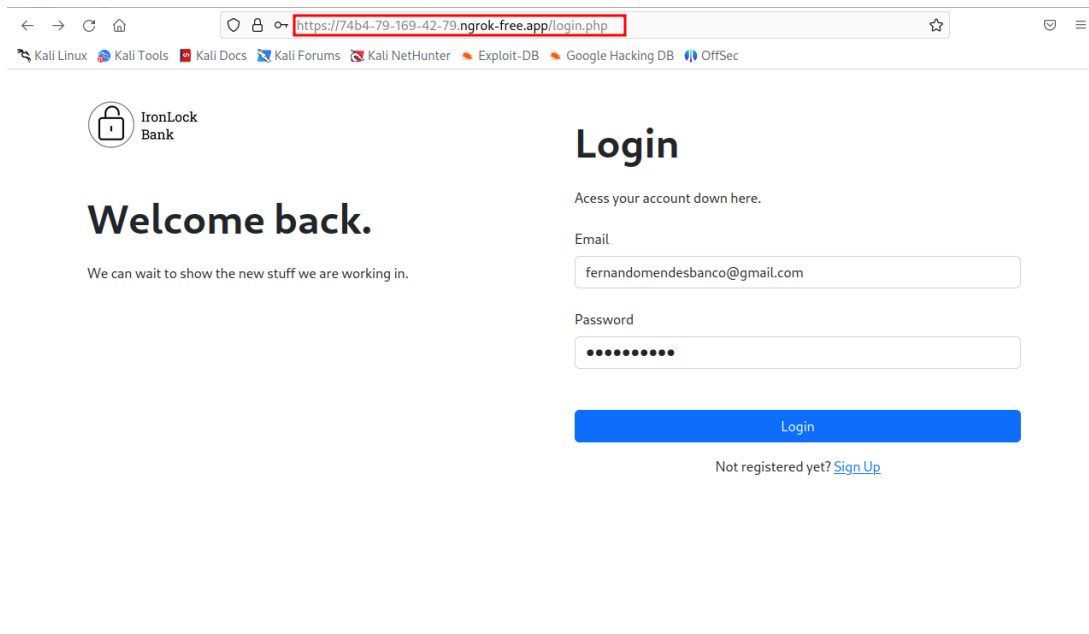 https://74b4-79-169-42-79.ngrok-free.app/login.php
Kali Linux Kali Tools Kali Docs Kali Forums Kali NetHunter Exploit-DB Google Hacking DB OffSec
IronLock
Bank
Welcome back.
We can wait to show the new stuff we are working in.
Login
Acess your account down here.
Email
fernandomendesbanco@gmail.com
Password
••••••••••
Login
Not registered yet? Sign Up